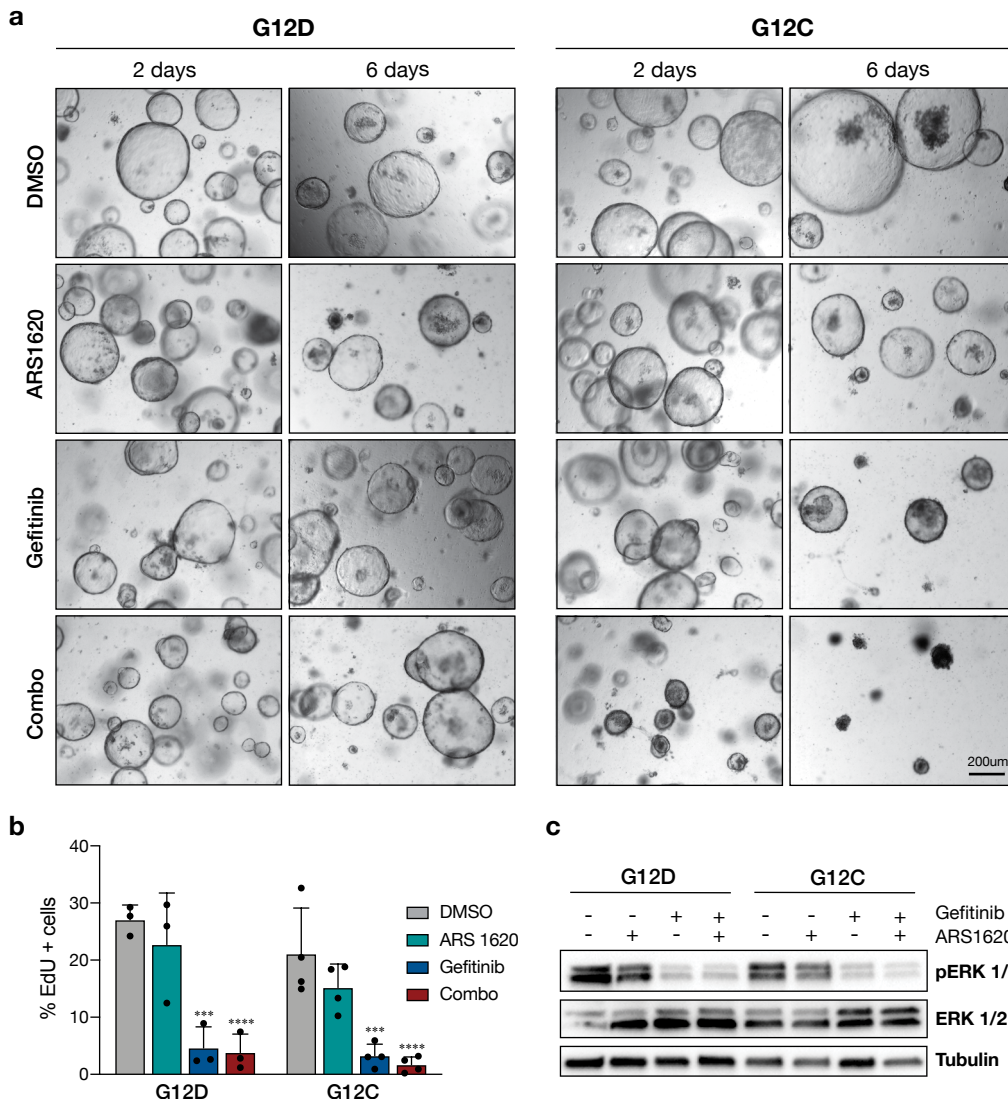 a
G12D G12C
2 days 6 days 2 days 6 days
DMSO
ARS1620
Gefitinib
Combo
200um
b
% EdU + cells
40
30
20
10
0
*** **** *** ****
G12D G12C
DMSO
ARS 1620
Gefitinib
Combo
c
G12D G12C
- - + + - - + + Gefitinib
- + - + - + - + ARS1620
pERK 1/
ERK 1/2
Tubulin